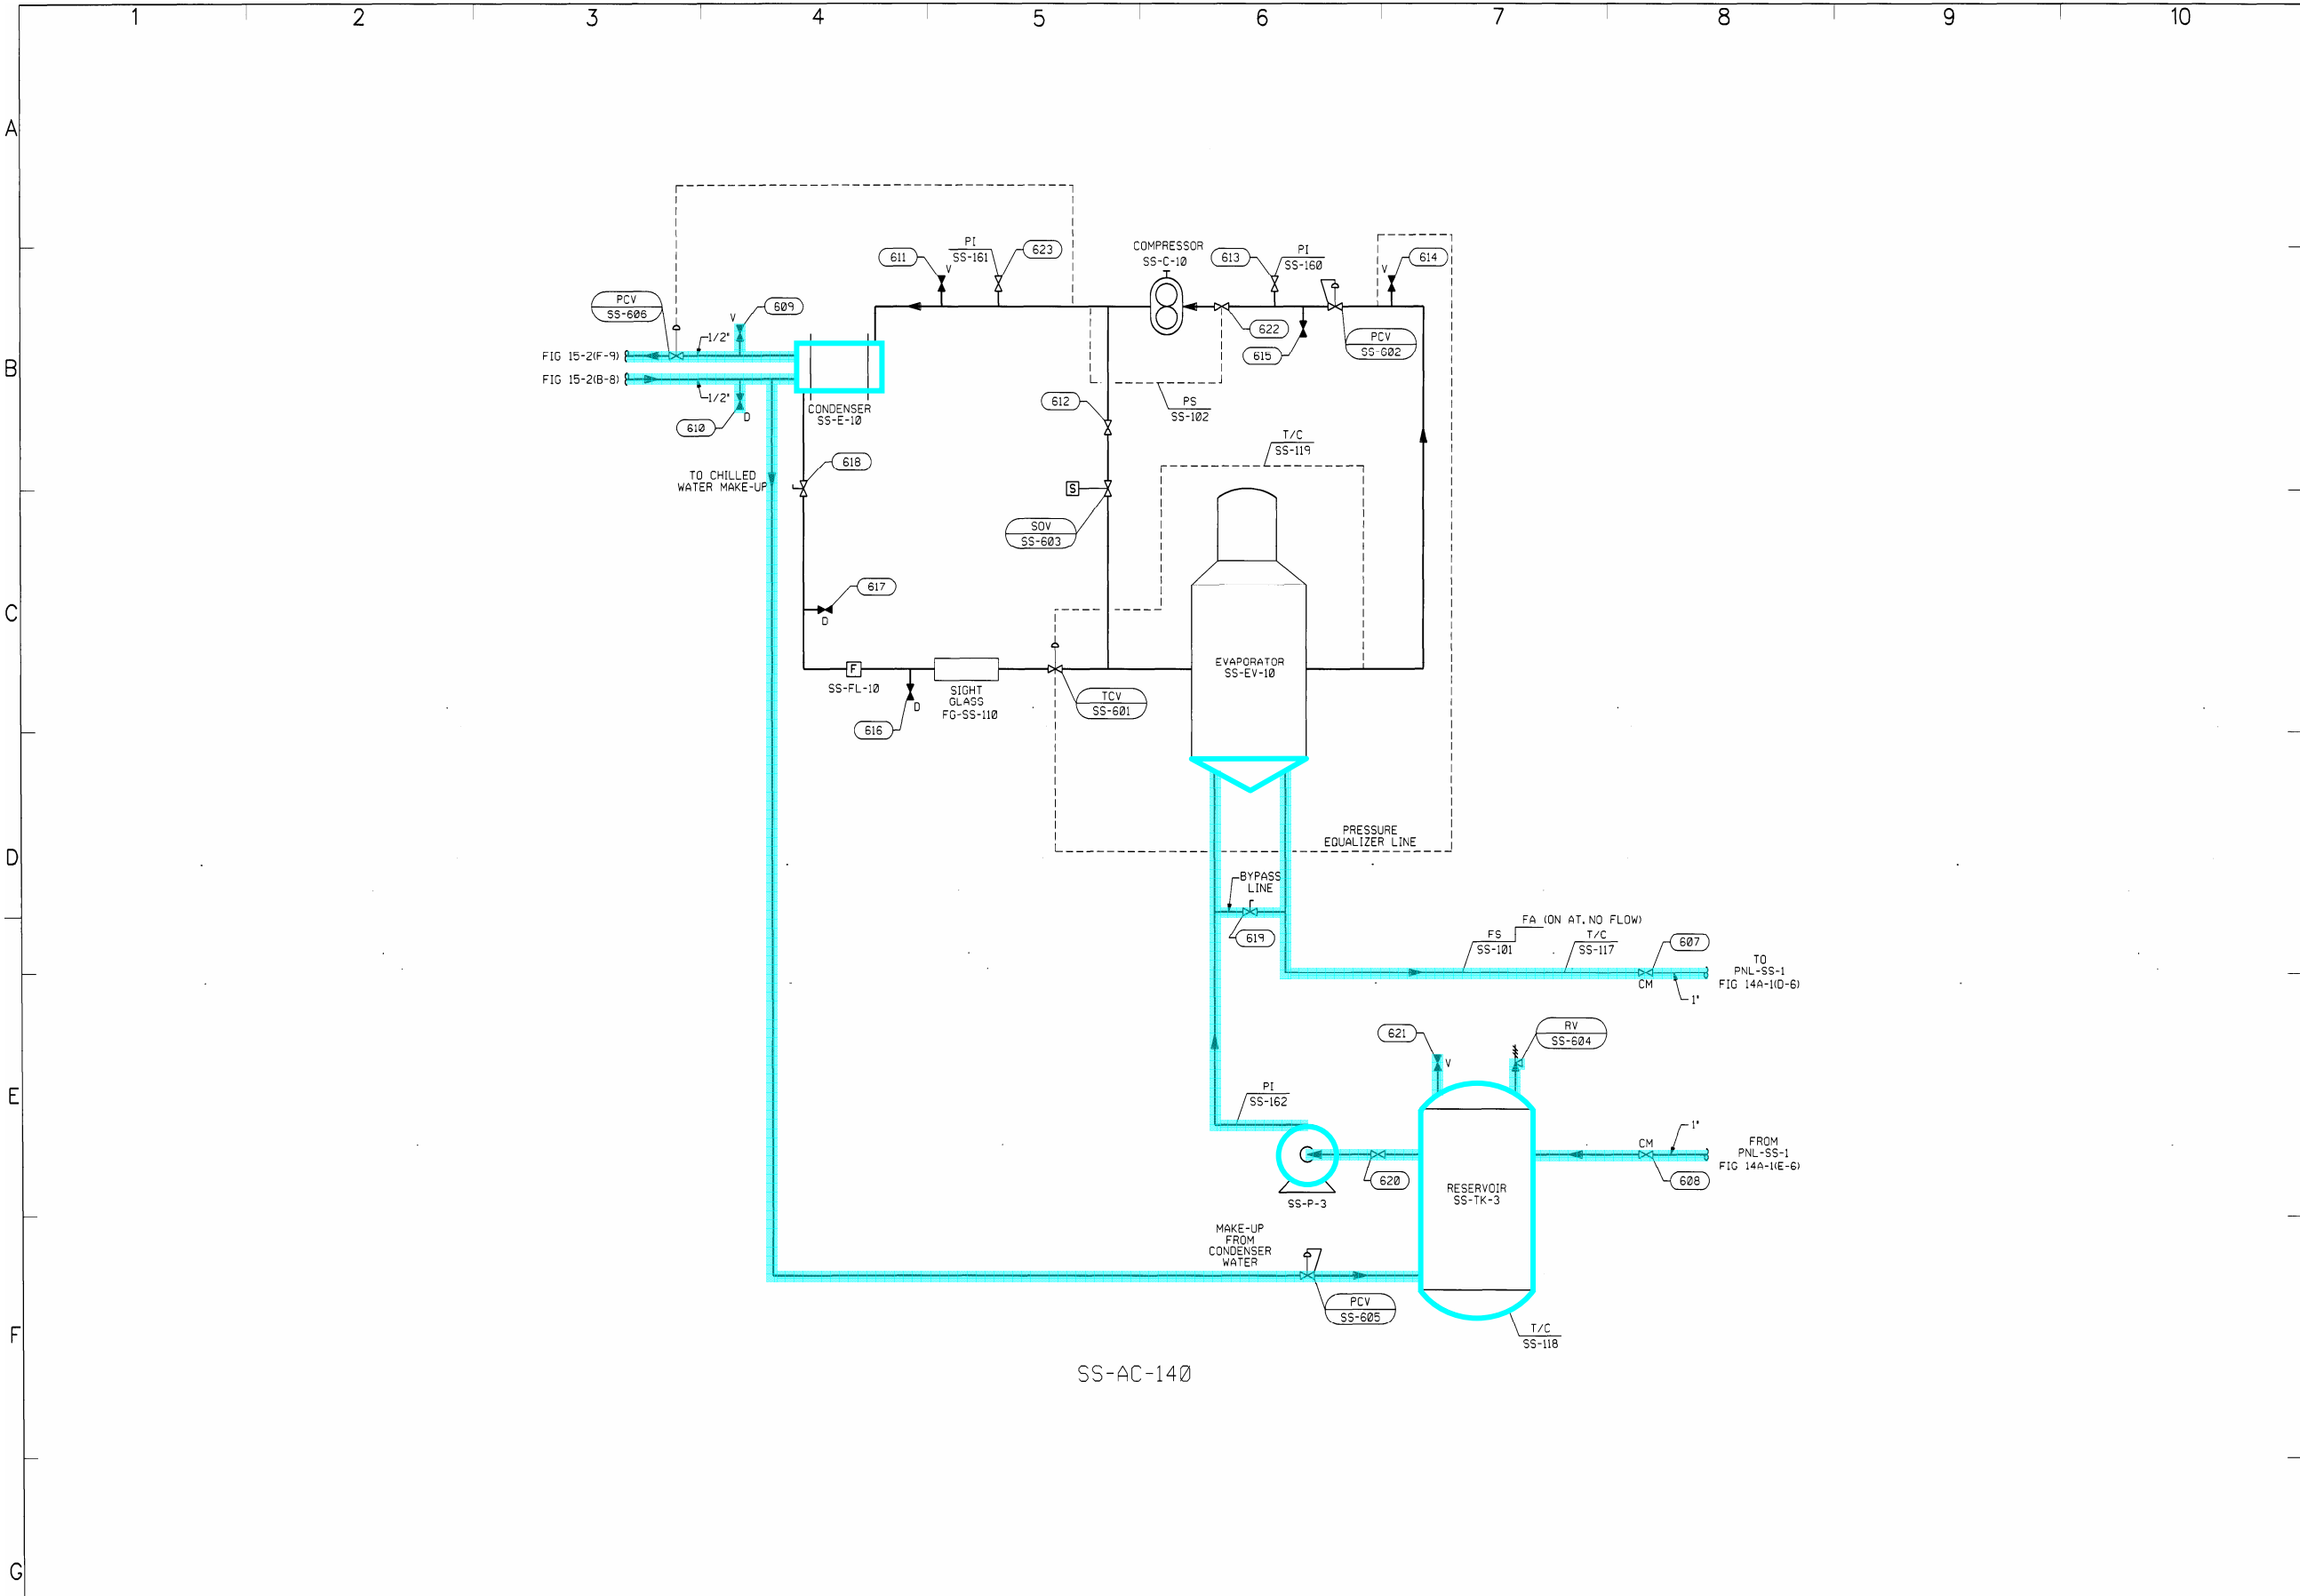 1 2 3 4 5 6 7 8 9 10
A
B
C
D
E
F
G
611
V
PI
SS-161
623
COMPRESSOR
SS-C-10
613
PI
SS-160
V
614
PCV
SS-606
V
609
1/2"
FIG 15-2(F-9)
FIG 15-2(B-8)
1/2"
610
D
CONDENSER
SS-E-10
622
615
PCV
SS-602
PS
SS-102
612
T/C
SS-119
TO CHILLED
WATER MAKE-UP
618
S
SOV
SS-603
617
D
F
SS-FL-10
D
616
SIGHT
GLASS
FG-SS-110
TCV
SS-601
EVAPORATOR
SS-EV-10
PRESSURE
EQUALIZER LINE
BYPASS
LINE
619
FA (ON AT. NO FLOW)
FS
SS-101
T/C
SS-117
607
CM
1"
TO
PNL-SS-1
FIG 14A-1(D-6)
621
V
RV
SS-604
PI
SS-162
SS-P-3
620
RESERVOIR
SS-TK-3
CM
1"
608
FROM
PNL-SS-1
FIG 14A-1(E-6)
MAKE-UP
FROM
CONDENSER
WATER
PCV
SS-605
T/C
SS-118
SS-AC-140